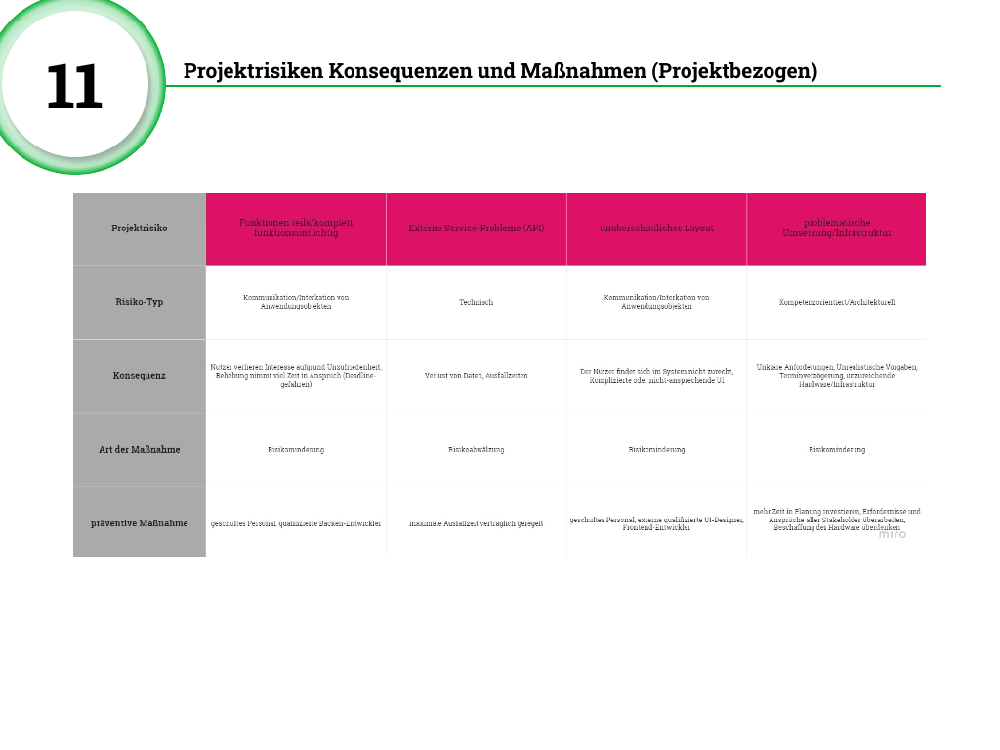 11
Projektrisiken Konsequenzen und Maßnahmen (Projektbezogen)
Projektrisiko
Funktionen teils/komplett
funktionsuntüchtig
Externe Service-Probleme (API)
unüberschauliches Layout
problematische
Umsetzung/Infrastruktur
Risiko-Typ
Kommunikation/Interkation von
Anwendungsobjekten
Technisch
Kommunikation/Interkation von
Anwendungsobjekten
Kompetenzorientiert/Architekturell
Konsequenz
Nutzer verlieren Interesse aufgrund Unzufriedenheit,
Behebung nimmt viel Zeit in Anspruch (Deadline-
gefahren)
Verlust von Daten, Ausfallzeiten
Der Nutzer findet sich im System nicht zurecht,
Komplizierte oder nicht-ansprechende UI
Unklare Anforderungen, Unrealistische Vorgaben,
Terminverzögerung, unzureichende
Hardware/Infrastruktur
Art der Maßnahme
Risikominderung
Risikoabwälzung
Risikominderung
Risikominderung
präventive Maßnahme
geschultes Personal, qualifizierte Backen-Entwickler
maximale Ausfallzeit vertraglich geregelt
geschultes Personal, externe qualifizierte UI-Designer,
Frontend-Entwickler
mehr Zeit in Planung investieren, Erfordernisse und
Ansprüche aller Stakeholder überarbeiten,
Beschaffung der Hardware überdenken
miro